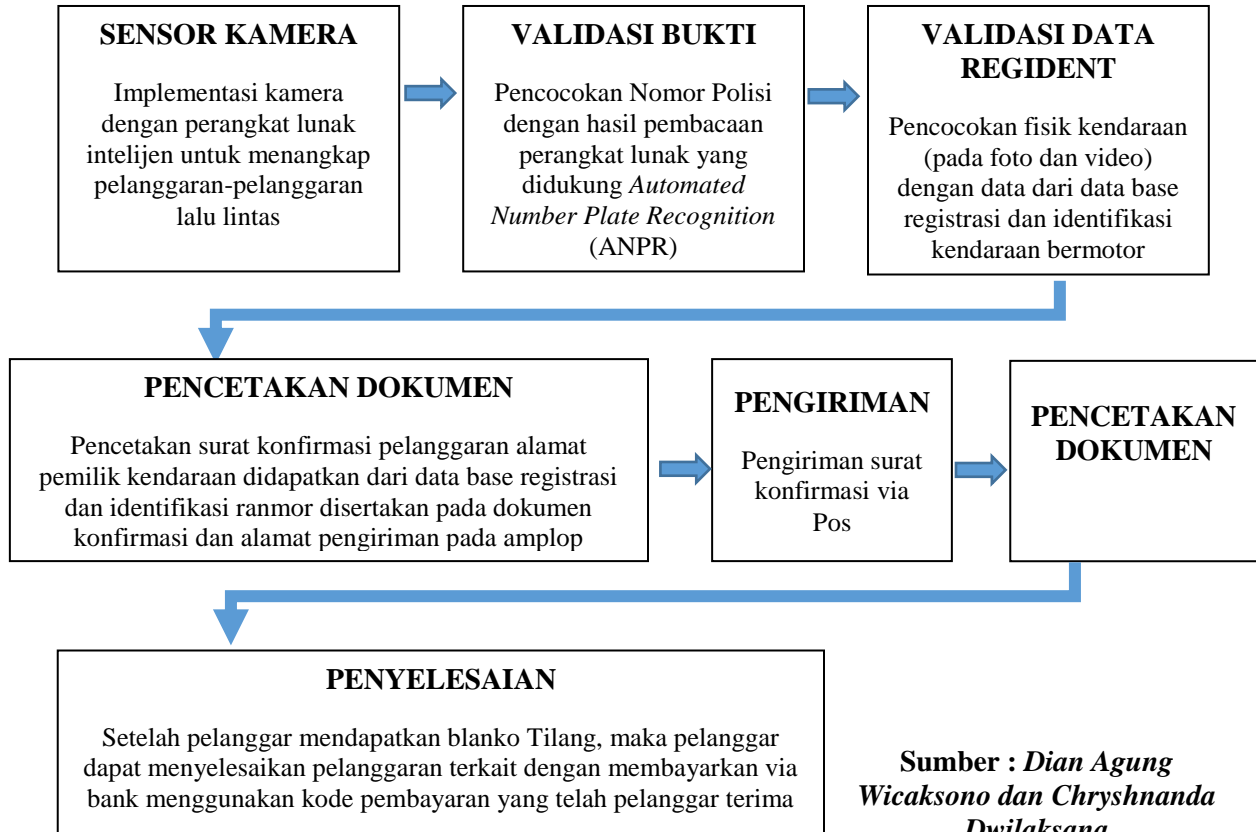 SENSOR KAMERA
Implementasi kamera
dengan perangkat lunak
intelijen untuk menangkap
pelanggaran-pelanggaran
lalu lintas
VALIDASI BUKTI
Pencocokan Nomor Polisi
dengan hasil pembacaan
perangkat lunak yang
didukung Automated
Number Plate Recognition
(ANPR)
VALIDASI DATA
REGIDENT
Pencocokan fisik kendaraan
(pada foto dan video)
dengan data dari data base
registrasi dan identifikasi
kendaraan bermotor
PENCETAKAN DOKUMEN
Pencetakan surat konfirmasi pelanggaran alamat
pemilik kendaraan didapatkan dari data base registrasi
dan identifikasi ranmor disertakan pada dokumen
konfirmasi dan alamat pengiriman pada amplop
PENGIRIMAN
Pengiriman surat
konfirmasi via
Pos
PENCETAKAN
DOKUMEN
PENYELESAIAN
Setelah pelanggar mendapatkan blanko Tilang, maka pelanggar
dapat menyelesaikan pelanggaran terkait dengan membayarkan via
bank menggunakan kode pembayaran yang telah pelanggar terima
Sumber : Dian Agung
Wicaksono dan Chryshnanda
Dwilaksana